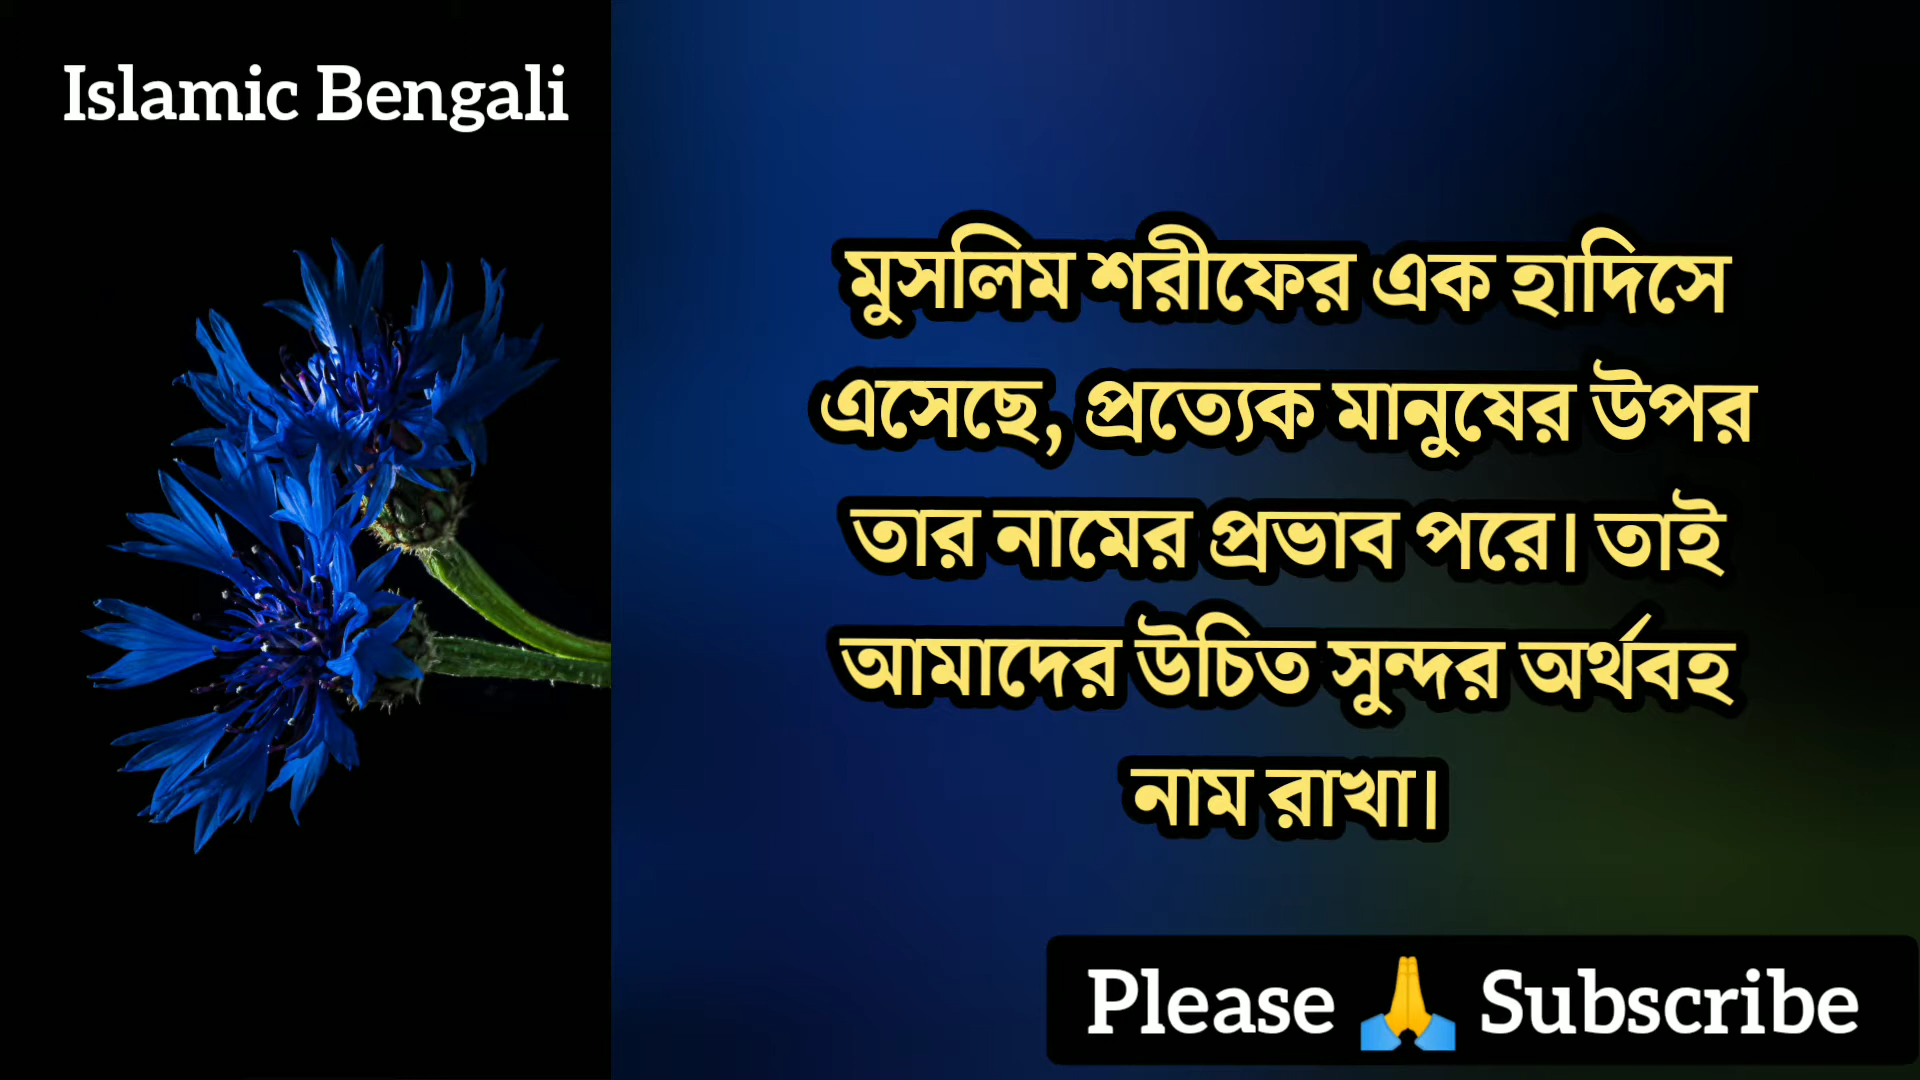 Islamic Bengali
মুসলিম শরীফের এক হাদিসে
এসেছে, প্রত্যেক মানুষের উপর
তার নামের প্রভাব পরে। তাই
আমাদের উচিত সুন্দর অর্থবহ
নাম রাখা।
Please 🙏 Subscribe